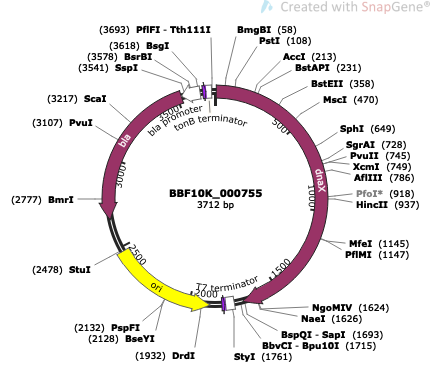 Created with SnapGene®
(3693) PflFI - Tth111I
(3618) BsgI
(3578) BsrBI
(3541) SspI
(3217) ScaI
(3107) PvuI
(2777) BmrI
(2478) StuI
(2132) PspFI
(2128) BseYI
(1932) DrdI
BmgBI (58)
PstI (108)
AccI (213)
BstAPI (231)
BstEII (358)
MscI (470)
SphI (649)
SgrAI (728)
PvuII (745)
XcmI (749)
AflIII (786)
PfoI* (918)
HincII (937)
MfeI (1145)
PflMI (1147)
NgoMIV (1624)
NaeI (1626)
BspQI - SapI (1693)
BbvCI - Bpu10I (1715)
StyI (1761)
bla promoter
tonB terminator
bla
dnaX
ori
T7 terminator
500
1000
1500
2000
2500
3000
3500
BBF10K_000755
3712 bp